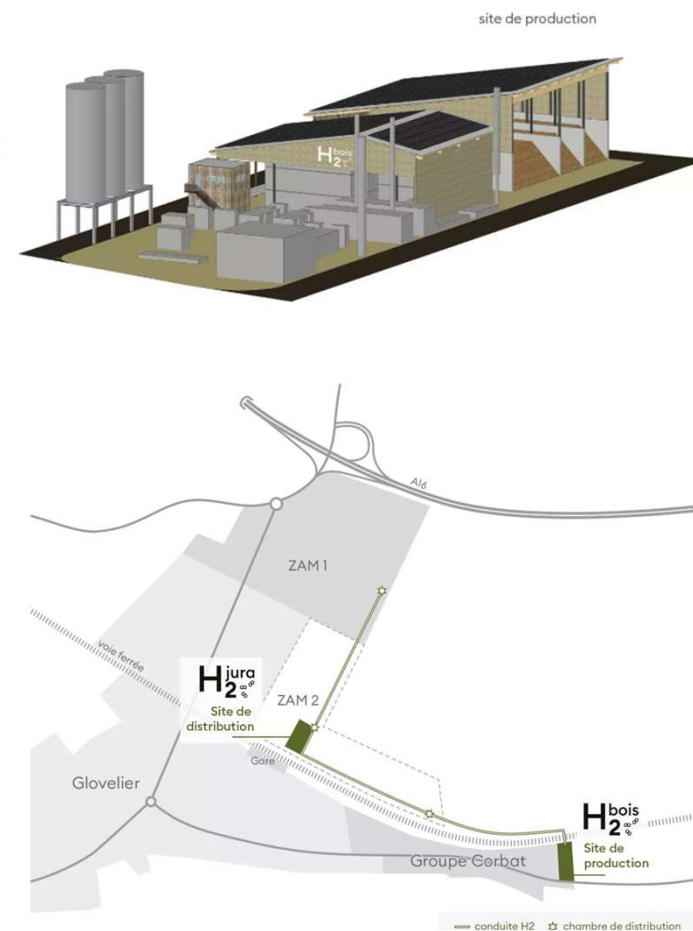 site de production
H2 bois
A16
ZAM 1
voie ferrée
H2 jura
ZAM 2
Site de
distribution
Gare
Glovelier
H2 bois
Site de
production
Groupe Corbat
conduite H2
chambre de distribution